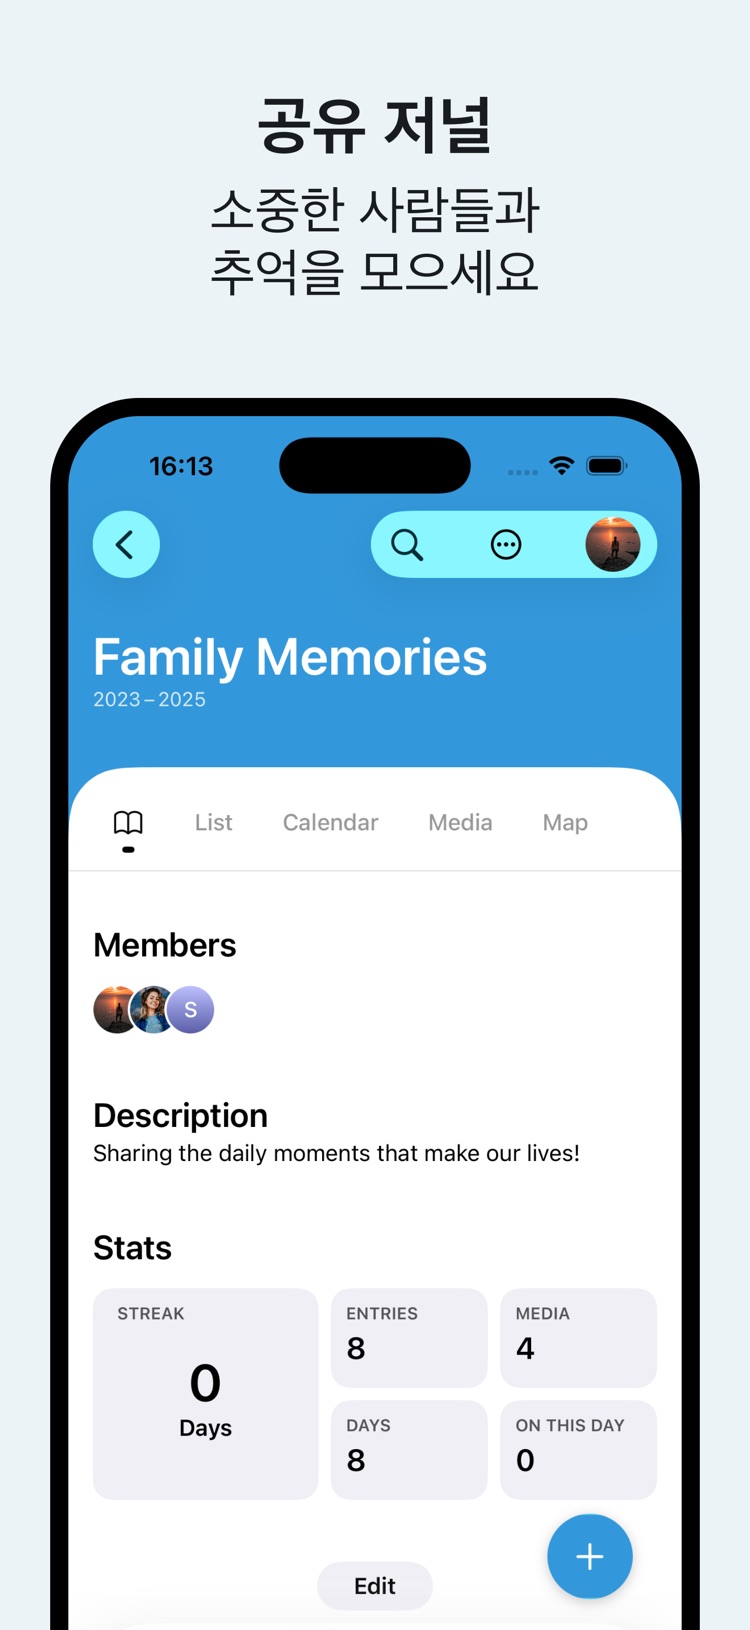 공유 저널
소중한 사람들과
추억을 모으세요
16:13
Family Memories
2023 – 2025
List Calendar Media Map
Members
S
Description
Sharing the daily moments that make our lives!
Stats
STREAK
0
Days
ENTRIES
8
MEDIA
4
DAYS
8
ON THIS DAY
0
Edit